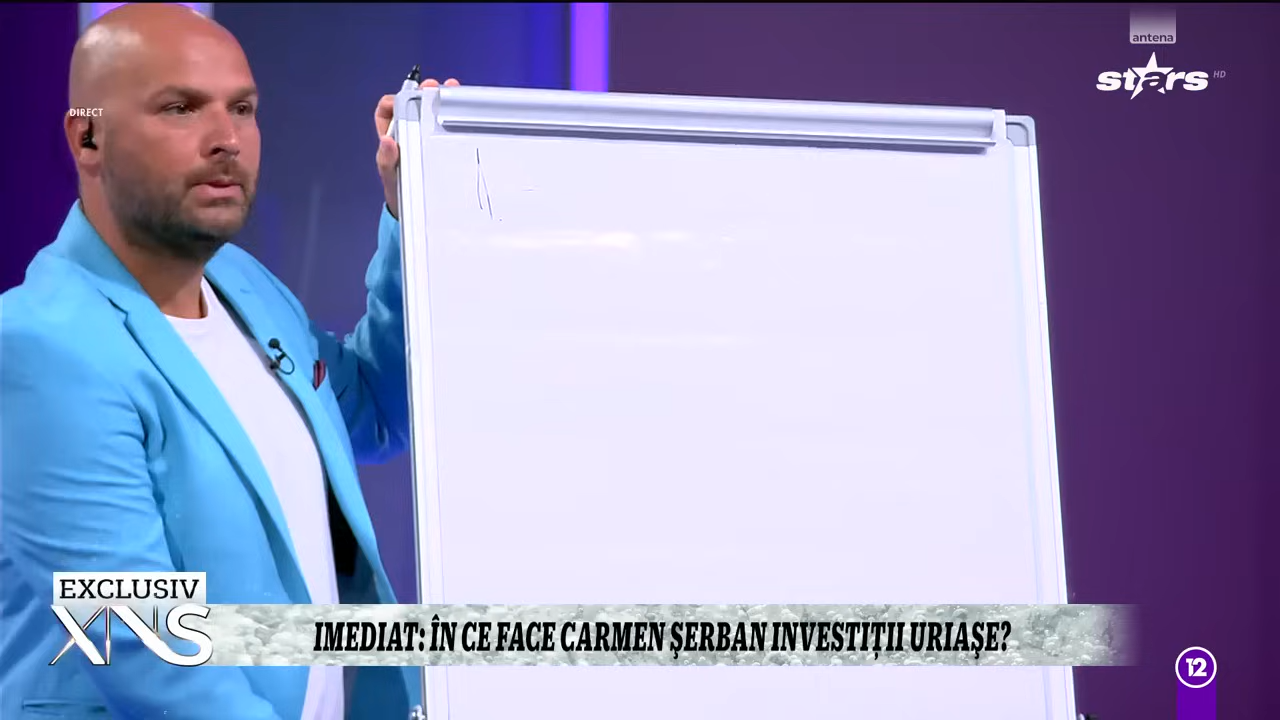 antena
stars HD
DIRECT
EXCLUSIV
XNS
IMEDIAT: ÎN CE FACE CARMEN ŞERBAN INVESTIŢII URIAŞE?
12